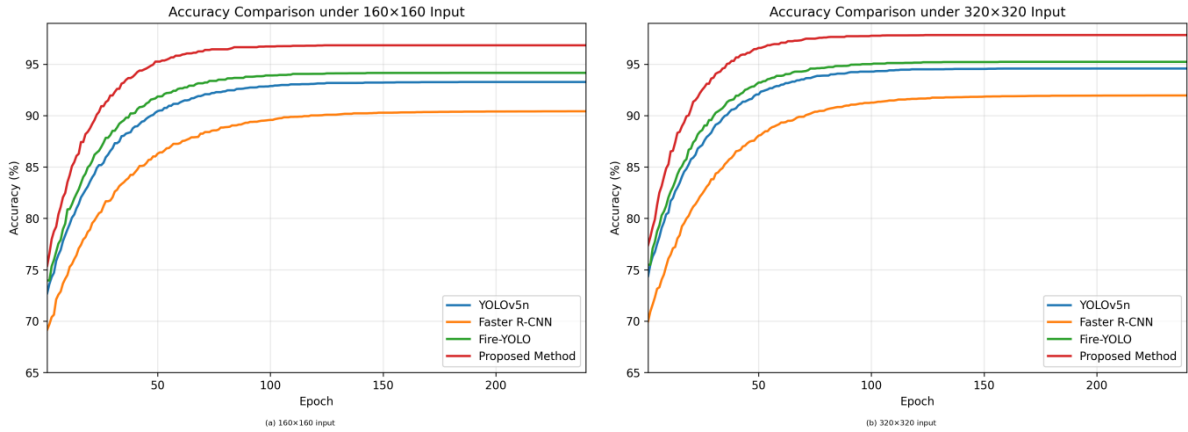 Accuracy Comparison under 160×160 Input
Accuracy (%)
95
90
85
80
75
70
65
50
100
150
200
Epoch
YOLOv5n
Faster R-CNN
Fire-YOLO
Proposed Method
(a) 160×160 input
Accuracy Comparison under 320×320 Input
Accuracy (%)
95
90
85
80
75
70
65
50
100
150
200
Epoch
YOLOv5n
Faster R-CNN
Fire-YOLO
Proposed Method
(b) 320×320 input